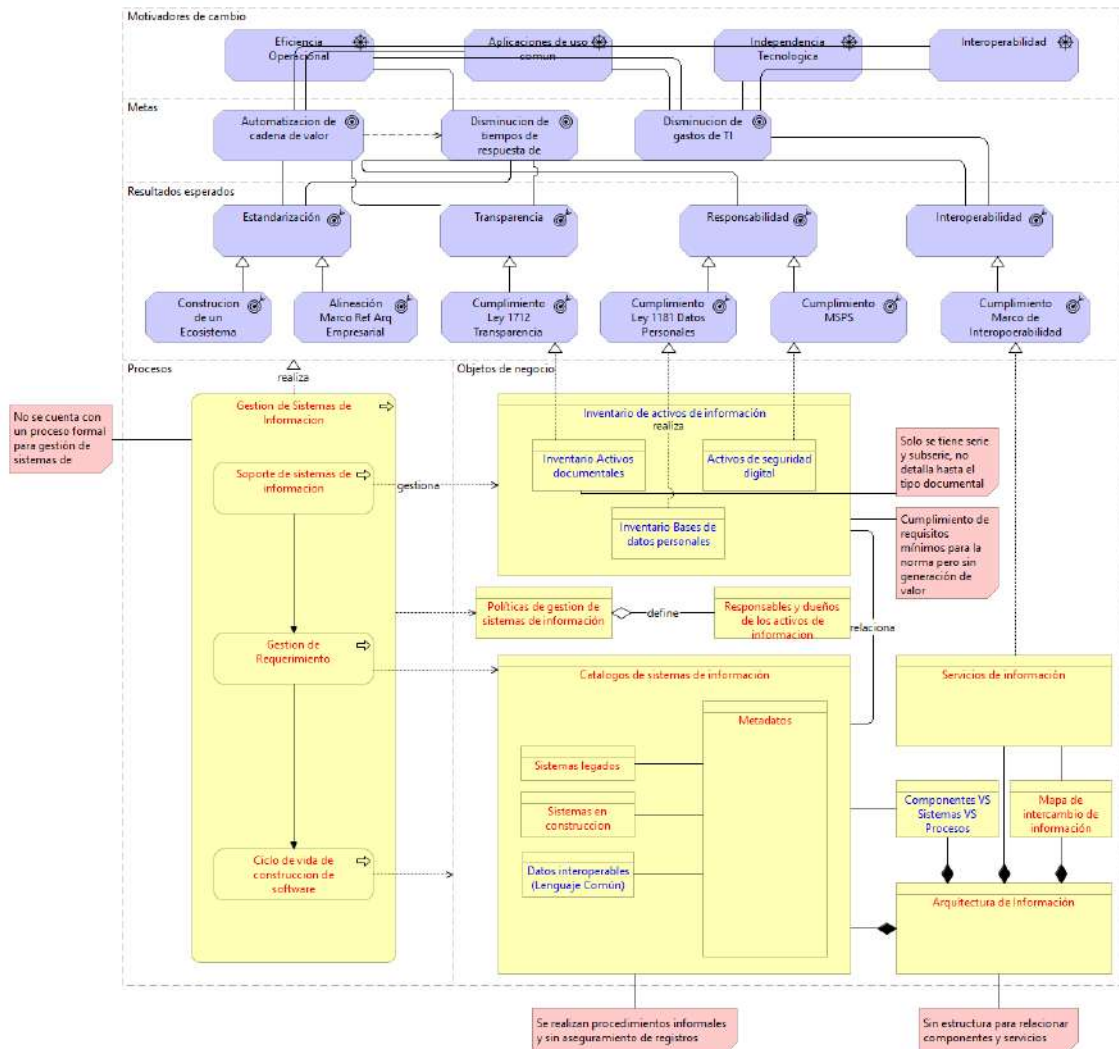 Motivadores de cambio
Eficiencia
Operacional
Aplicaciones de uso
comun
Independencia
Tecnologica
Interoperabilidad
Metas
Automatizacion de
cadena de valor
Disminucion de
tiempos de
respuesta de
Disminucion de
gastos de TI
Resultados esperados
Estandarización
Transparencia
Responsabilidad
Interoperabilidad
Construcion
de un
Ecosistema
Alineación
Marco Ref Arq
Empresarial
Cumplimiento
Ley 1712
Transparencia
Cumplimiento
Ley 1181 Datos
Personales
Cumplimiento
MSPS
Cumplimiento
Marco de
Interopoerabilidad
Procesos
realiza
Objetos de negocio
No se cuenta con
un proceso formal
para gestión de
sistemas de
Gestion de Sistemas de
Informacion
Soporte de sistemas de
información
gestiona
Gestion de
Requerimiento
Ciclo de vida de
construccion de
software
Inventario de activos de información
realiza
Inventario Activos
documentales
Activos de seguridad
digital
Inventario Bases de
datos personales
Solo se tiene serie
y subserie, no
detalla hasta el
tipo documental
Cumplimiento de
requisitos
mínimos para la
norma pero sin
generación de
valor
Políticas de gestion de
sistemas de información
define
Responsables y dueños
de los activos de
informacion
relaciona
Catalogos de sistemas de información
Metadatos
Sistemas legados
Sistemas en
construccion
Datos interoperables
(Lenguaje Común)
Servicios de información
Componentes VS
Sistemas VS
Procesos
Mapa de
intercambio de
información
Arquitectura de Información
Se realizan procedimientos informales
y sin aseguramiento de registros
Sin estructura para relacionar
componentes y servicios